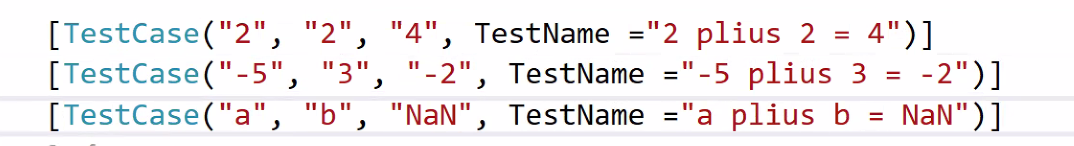 [TestCase("2", "2", "4", TestName ="2 plius 2 = 4")]
[TestCase("-5", "3", "-2", TestName ="-5 plius 3 = -2")]
[TestCase("a", "b", "NaN", TestName ="a plius b = NaN")]